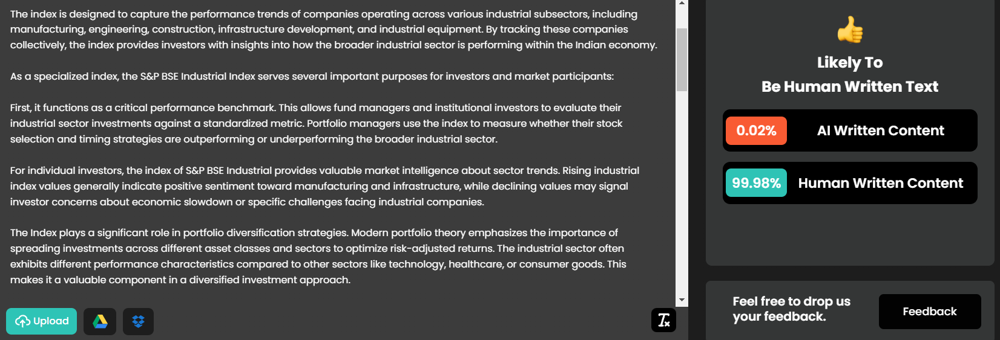 The index is designed to capture the performance trends of companies operating across various industrial subsectors, including
manufacturing, engineering, construction, infrastructure development, and industrial equipment. By tracking these companies
collectively, the index provides investors with insights into how the broader industrial sector is performing within the Indian economy.
As a specialized index, the S&P BSE Industrial Index serves several important purposes for investors and market participants:
First, it functions as a critical performance benchmark. This allows fund managers and institutional investors to evaluate their
industrial sector investments against a standardized metric. Portfolio managers use the index to measure whether their stock
selection and timing strategies are outperforming or underperforming the broader industrial sector.
For individual investors, the index of S&P BSE Industrial provides valuable market intelligence about sector trends. Rising industrial
index values generally indicate positive sentiment toward manufacturing and infrastructure, while declining values may signal
investor concerns about economic slowdown or specific challenges facing industrial companies.
The Index plays a significant role in portfolio diversification strategies. Modern portfolio theory emphasizes the importance of
spreading investments across different asset classes and sectors to optimize risk-adjusted returns. The industrial sector often
exhibits different performance characteristics compared to other sectors like technology, healthcare, or consumer goods. This
makes it a valuable component in a diversified investment approach.
Upload
Likely To
Be Human Written Text
0.02% AI Written Content
99.98% Human Written Content
Feel free to drop us
your feedback.
Feedback